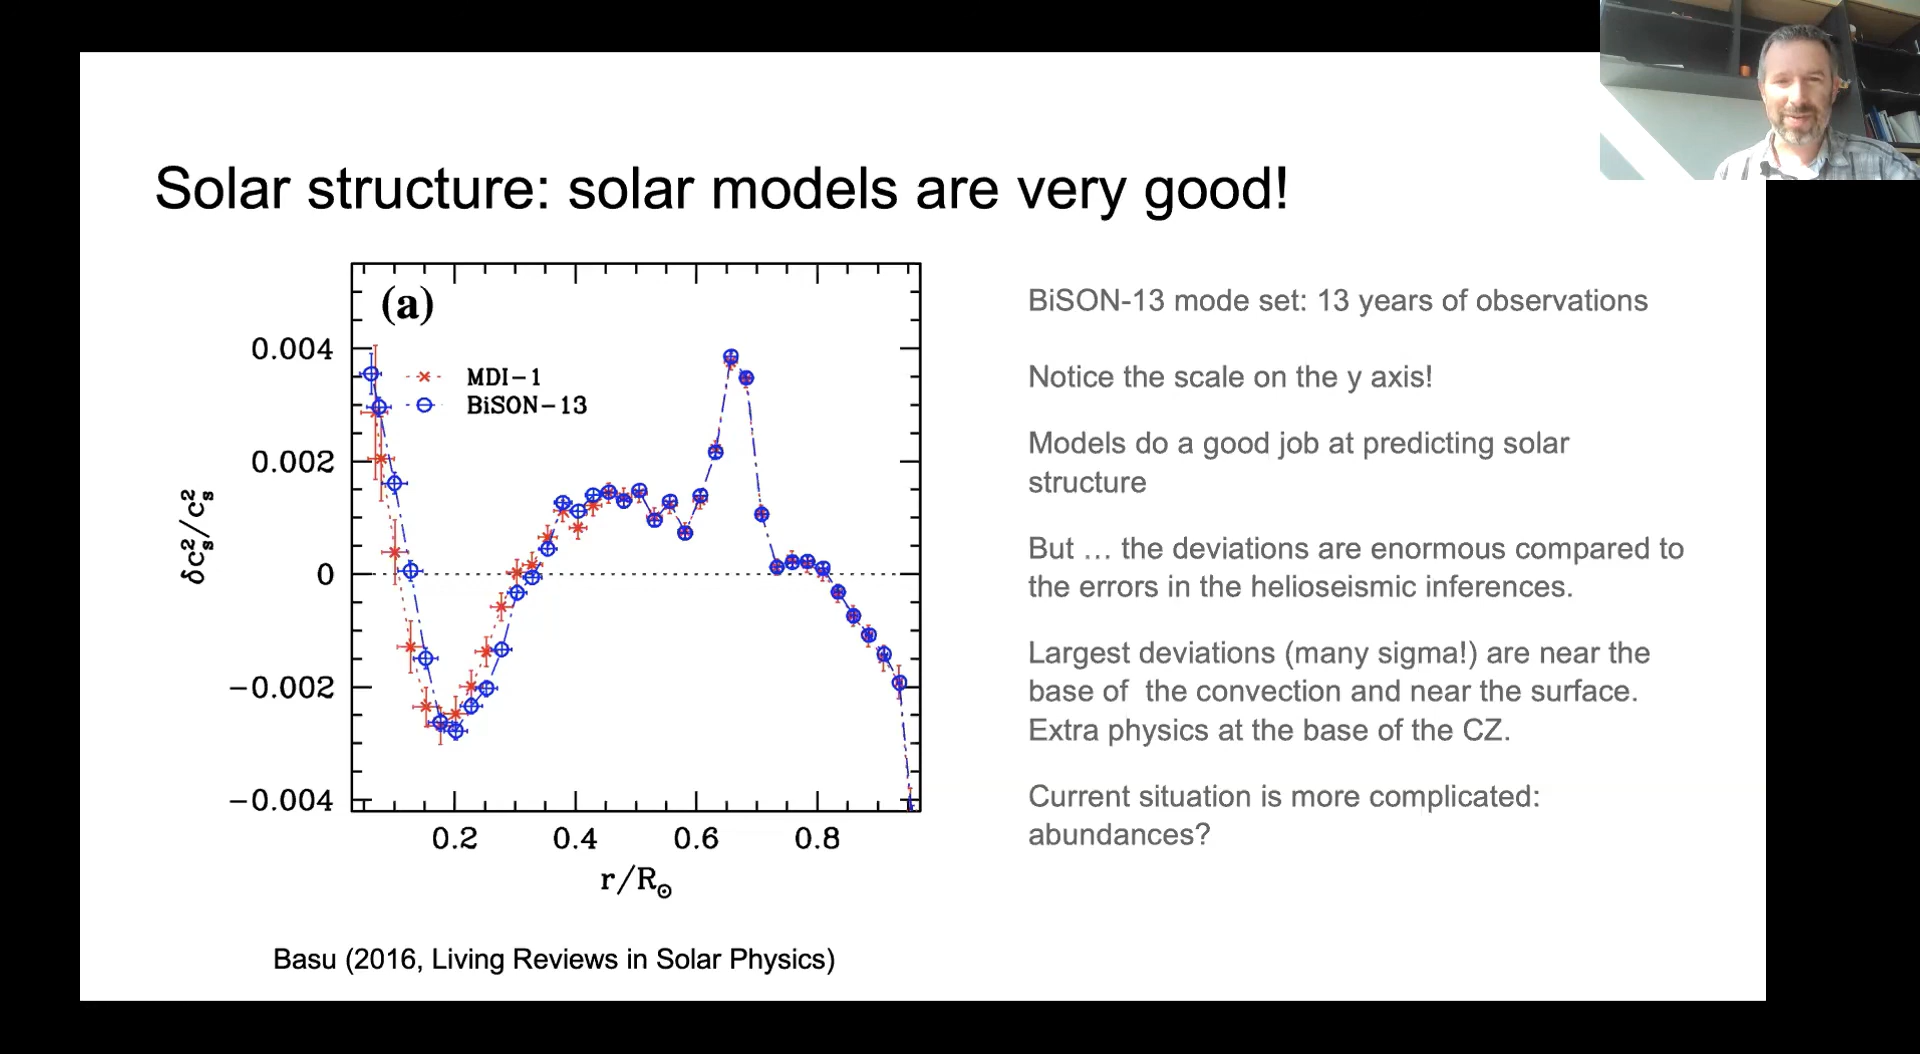 Solar structure: solar models are very good!
(a)
MDI-1
BiSON-13
0.004
0.002
0
-0.002
-0.004
δc²ₛ/c²ₛ
0.2 0.4 0.6 0.8
r/R⊙
Basu (2016, Living Reviews in Solar Physics)
BiSON-13 mode set: 13 years of observations
Notice the scale on the y axis!
Models do a good job at predicting solar
structure
But … the deviations are enormous compared to
the errors in the helioseismic inferences.
Largest deviations (many sigma!) are near the
base of  the convection and near the surface.
Extra physics at the base of the CZ.
Current situation is more complicated:
abundances?